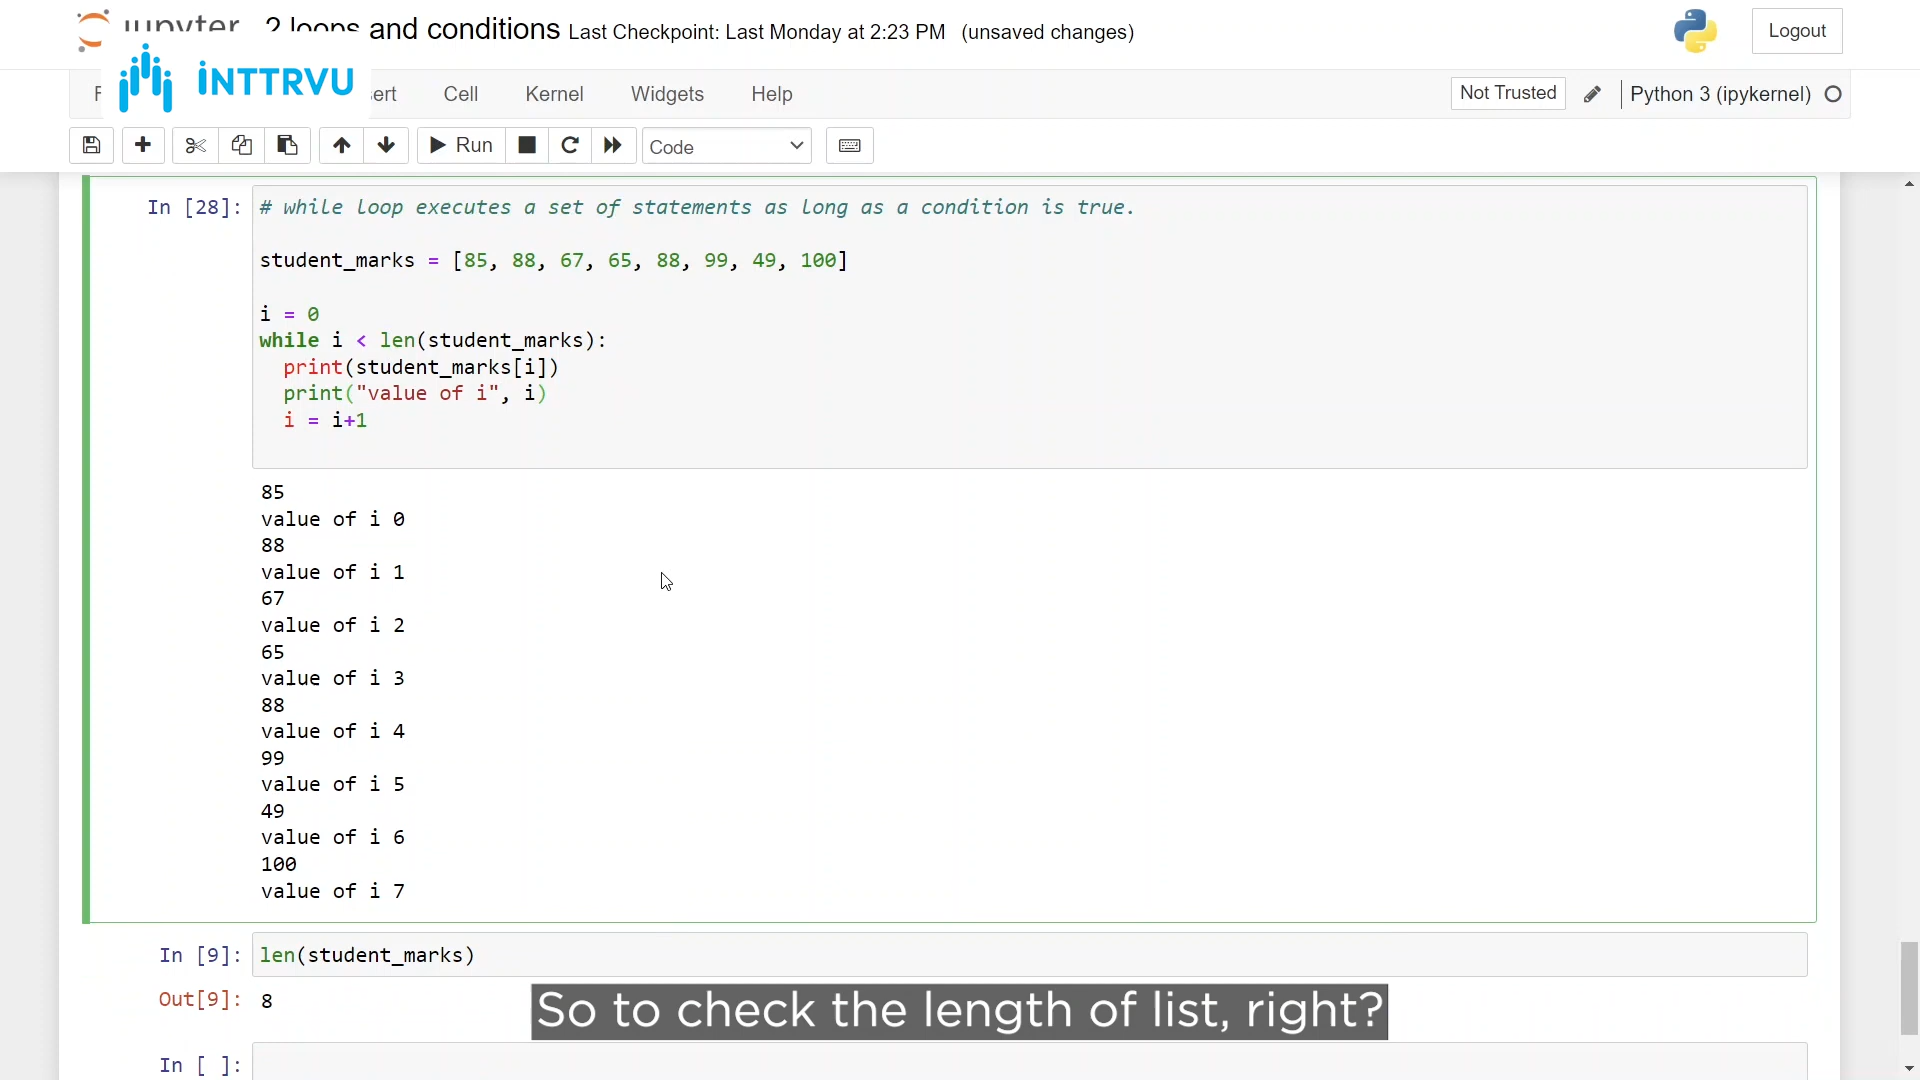 2 loops and conditions Last Checkpoint: Last Monday at 2:23 PM (unsaved changes)
Logout
INTTRVU
Cell Kernel Widgets Help
Not Trusted Python 3 (ipykernel)
Run Code
In [28]: # while loop executes a set of statements as long as a condition is true.
student_marks = [85, 88, 67, 65, 88, 99, 49, 100]
i = 0
while i < len(student_marks):
print(student_marks[i])
print("value of i", i)
i = i+1
85
value of i 0
88
value of i 1
67
value of i 2
65
value of i 3
88
value of i 4
99
value of i 5
49
value of i 6
100
value of i 7
In [9]: len(student_marks)
Out[9]: 8
So to check the length of list, right?
In [ ]: